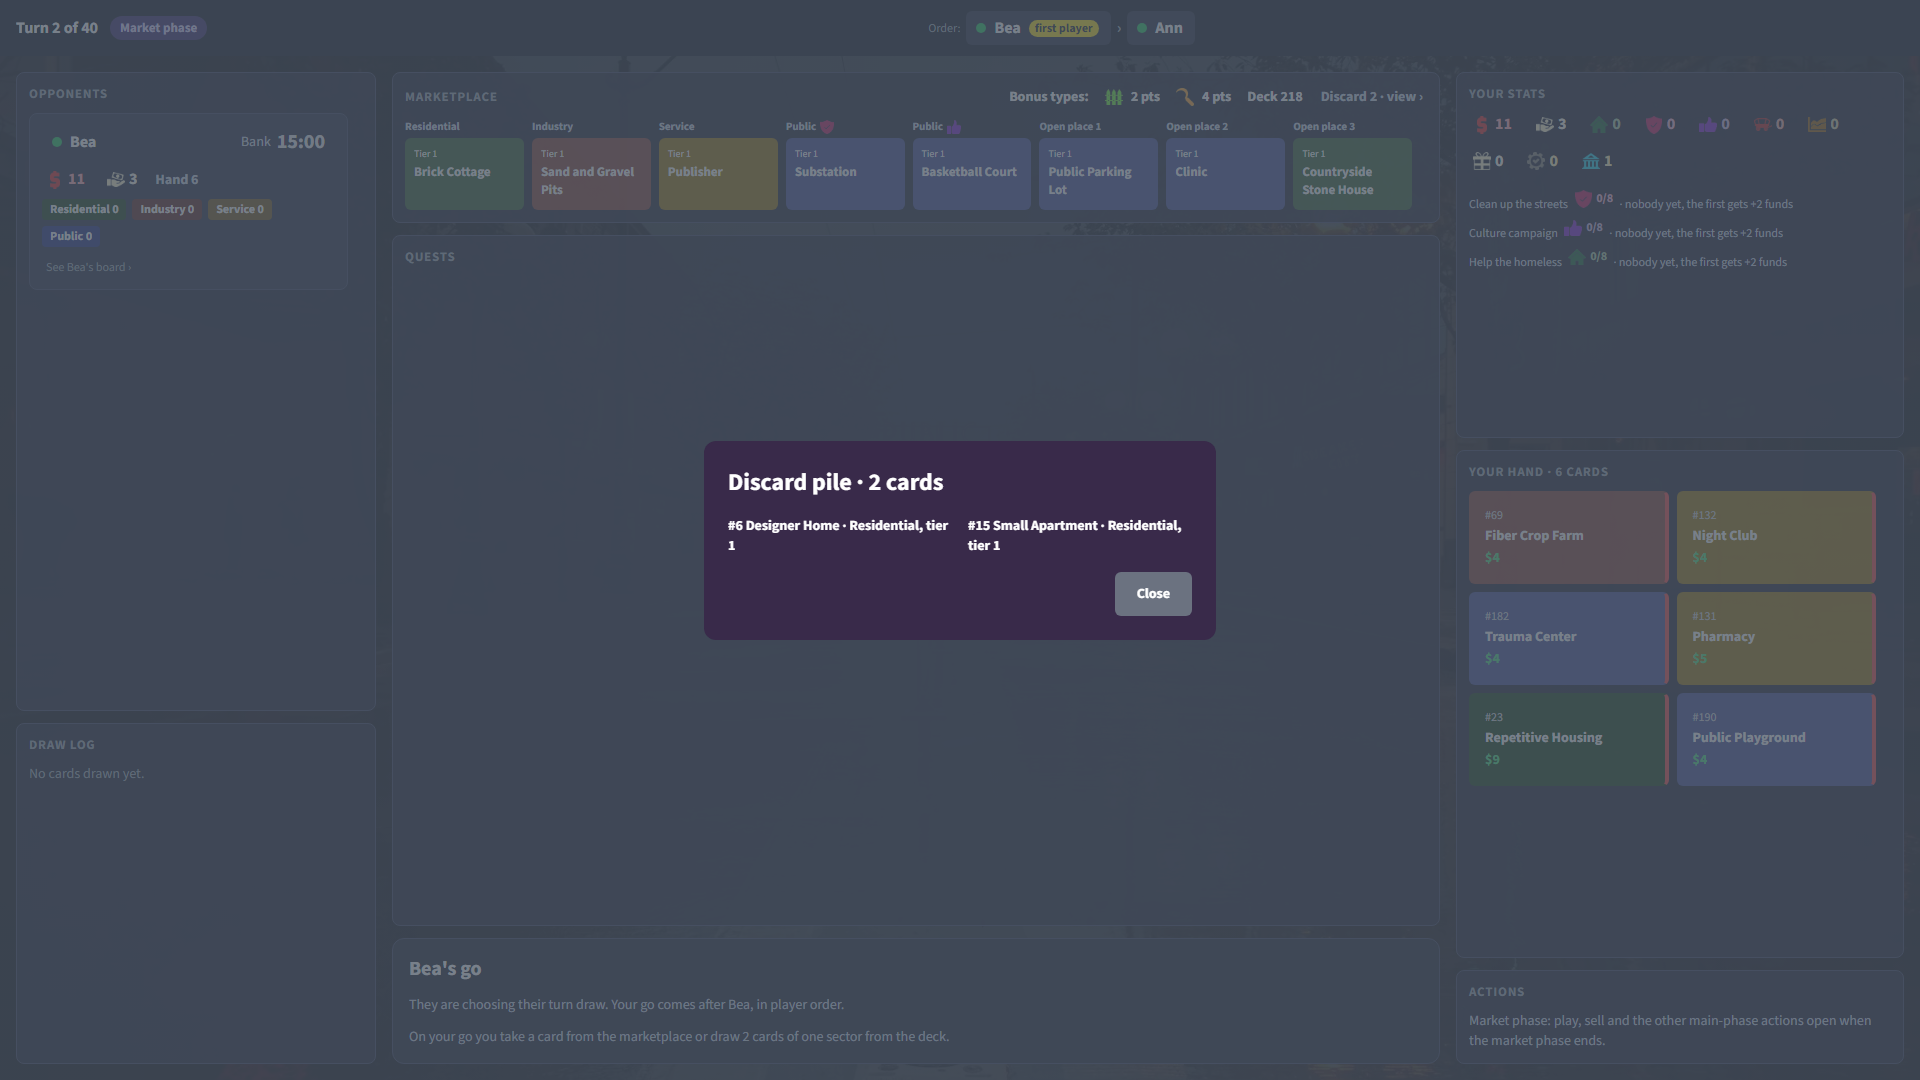 Turn 2 of 40
Market phase
Order:
Bea
first player
›
Ann
OPPONENTS
Bea
Bank 15:00
11
3
Hand 6
Residential 0
Industry 0
Service 0
Public 0
See Bea's board ›
DRAW LOG
No cards drawn yet.
MARKETPLACE
Bonus types:
2 pts
4 pts
Deck 218
Discard 2 · view ›
Residential
Tier 1
Brick Cottage
Industry
Tier 1
Sand and Gravel
Pits
Service
Tier 1
Publisher
Public
Tier 1
Substation
Public
Tier 1
Basketball Court
Open place 1
Tier 1
Public Parking
Lot
Open place 2
Tier 1
Clinic
Open place 3
Tier 1
Countryside
Stone House
QUESTS
Discard pile · 2 cards
#6 Designer Home · Residential, tier
1
#15 Small Apartment · Residential,
tier 1
Close
Bea's go
They are choosing their turn draw. Your go comes after Bea, in player order.
On your go you take a card from the marketplace or draw 2 cards of one sector from the deck.
YOUR STATS
11
3
0
0
0
0
0
0
0
1
Clean up the streets 0/8 · nobody yet, the first gets +2 funds
Culture campaign 0/8 · nobody yet, the first gets +2 funds
Help the homeless 0/8 · nobody yet, the first gets +2 funds
YOUR HAND · 6 CARDS
#69
Fiber Crop Farm
$4
#132
Night Club
$4
#182
Trauma Center
$4
#131
Pharmacy
$5
#23
Repetitive Housing
$9
#190
Public Playground
$4
ACTIONS
Market phase: play, sell and the other main-phase actions open when
the market phase ends.